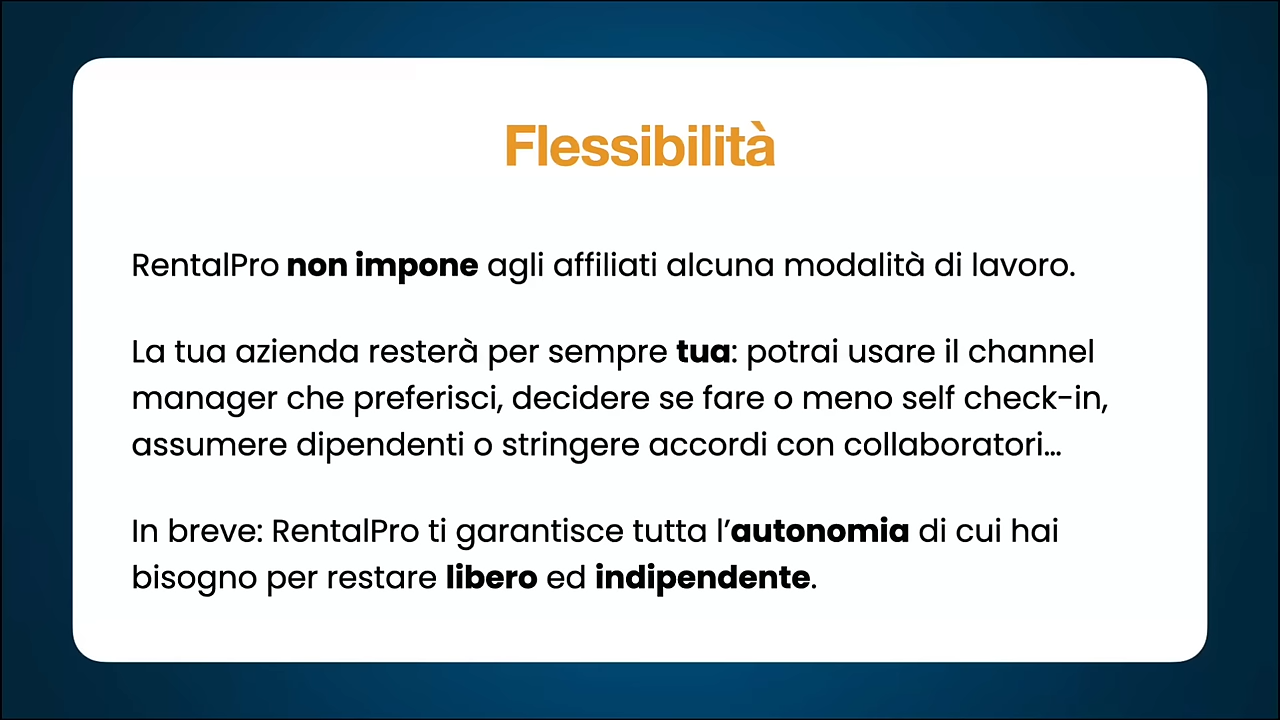 Flessibilità
RentalPro non impone agli affiliati alcuna modalità di lavoro.
La tua azienda resterà per sempre tua: potrai usare il channel
manager che preferisci, decidere se fare o meno self check-in,
assumere dipendenti o stringere accordi con collaboratori...
In breve: RentalPro ti garantisce tutta l’autonomia di cui hai
bisogno per restare libero ed indipendente.